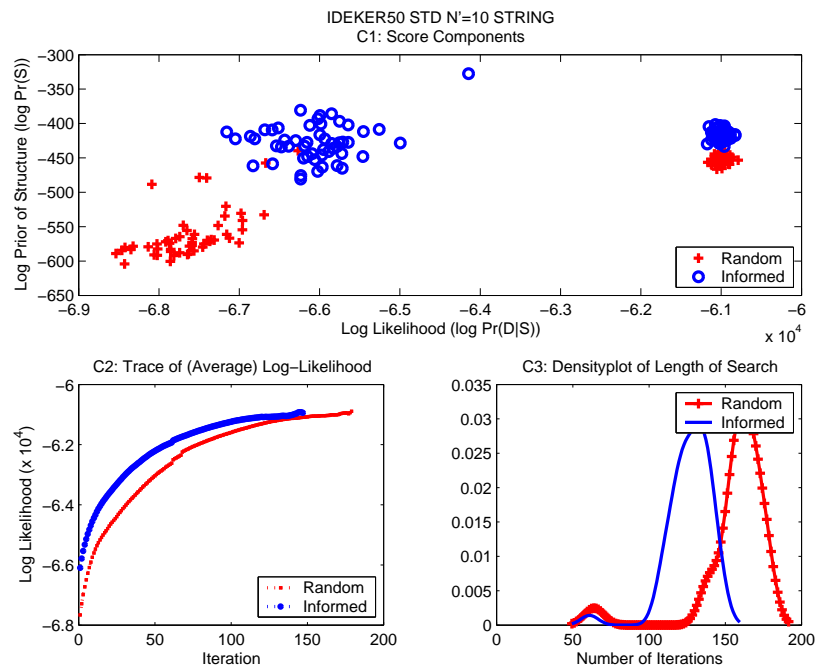 IDEKER50 STD N'=10 STRING
C1: Score Components
Log Prior of Structure (log Pr(S))
−300
−350
−400
−450
−500
−550
−600
−650
Random
Informed
−6.9 −6.8 −6.7 −6.6 −6.5 −6.4 −6.3 −6.2 −6.1 −6
Log Likelihood (log Pr(D|S))
x 10^4
C2: Trace of (Average) Log−Likelihood
Log Likelihood (x 10^4)
−6
−6.2
−6.4
−6.6
−6.8
Random
Informed
0 50 100 150 200
Iteration
C3: Densityplot of Length of Search
0.035
0.03
0.025
0.02
0.015
0.01
0.005
0
Random
Informed
0 50 100 150 200
Number of Iterations